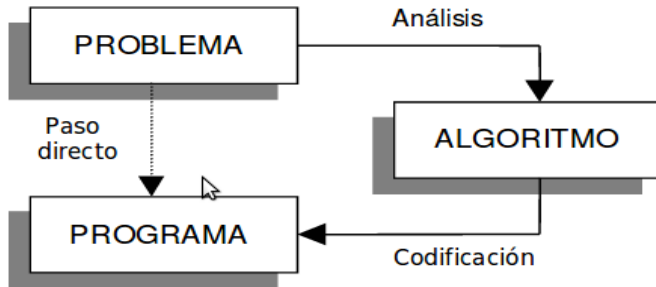 PROBLEMA
Análisis
Paso
directo
ALGORITMO
PROGRAMA
Codificación